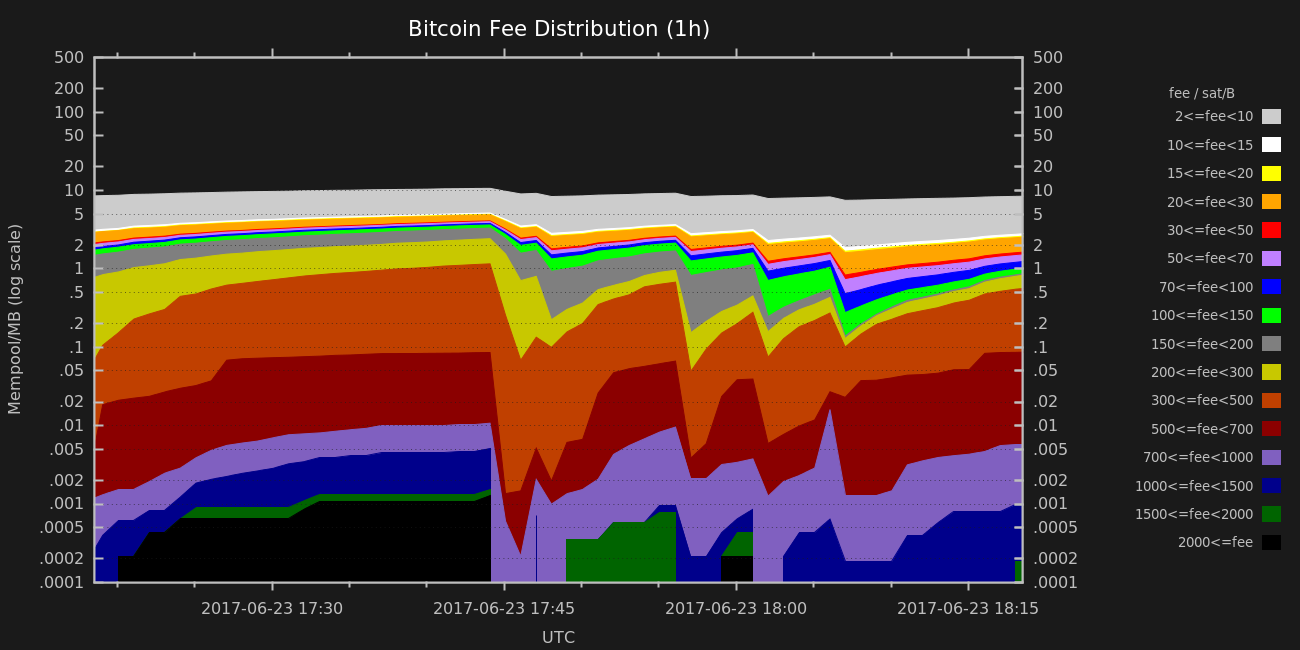 Bitcoin Fee Distribution (1h)
500
200
100
50
20
10
5
2
1
.5
.2
.1
.05
.02
.01
.005
.002
.001
.0005
.0002
.0001
Mempool/MB (log scale)
500
200
100
50
20
10
5
2
1
.5
.2
.1
.05
.02
.01
.005
.002
.001
.0005
.0002
.0001
2017-06-23 17:30
2017-06-23 17:45
2017-06-23 18:00
2017-06-23 18:15
UTC
fee / sat/B
2<=fee<10
10<=fee<15
15<=fee<20
20<=fee<30
30<=fee<50
50<=fee<70
70<=fee<100
100<=fee<150
150<=fee<200
200<=fee<300
300<=fee<500
500<=fee<700
700<=fee<1000
1000<=fee<1500
1500<=fee<2000
2000<=fee